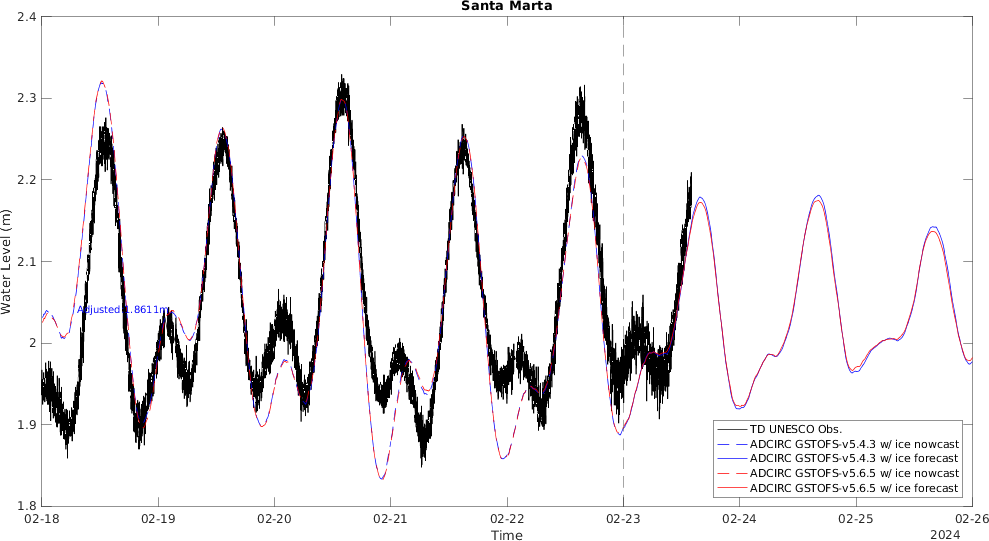 Santa Marta
2.4
2.3
2.2
2.1
2
1.9
1.8
Water Level (m)
Adjusted 1.8611m
TD UNESCO Obs.
ADCIRC GSTOFS-v5.4.3 w/ ice nowcast
ADCIRC GSTOFS-v5.4.3 w/ ice forecast
ADCIRC GSTOFS-v5.6.5 w/ ice nowcast
ADCIRC GSTOFS-v5.6.5 w/ ice forecast
02-18 02-19 02-20 02-21 02-22 02-23 02-24 02-25 02-26
Time
2024